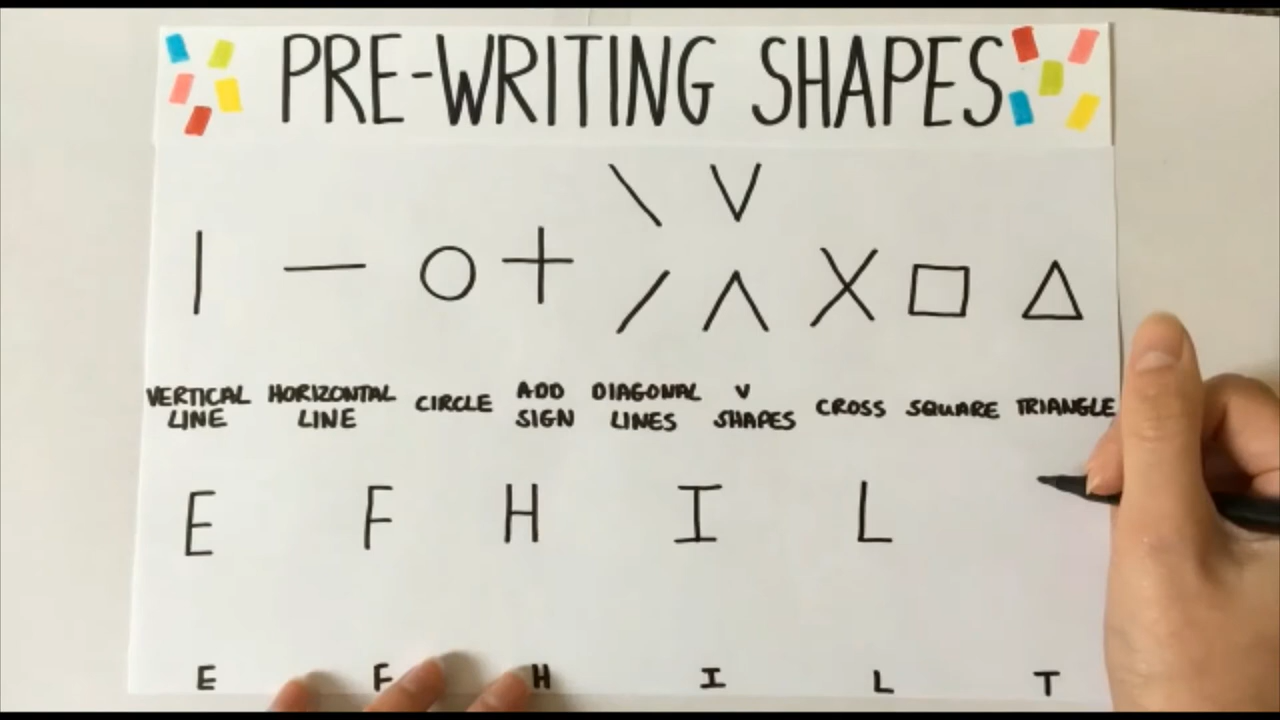 PRE-WRITING SHAPES
VERTICAL LINE
HORIZONTAL LINE
CIRCLE
ADD SIGN
DIAGONAL LINES
V SHAPES
CROSS
SQUARE
TRIANGLE
E F H I L
E F H I L T